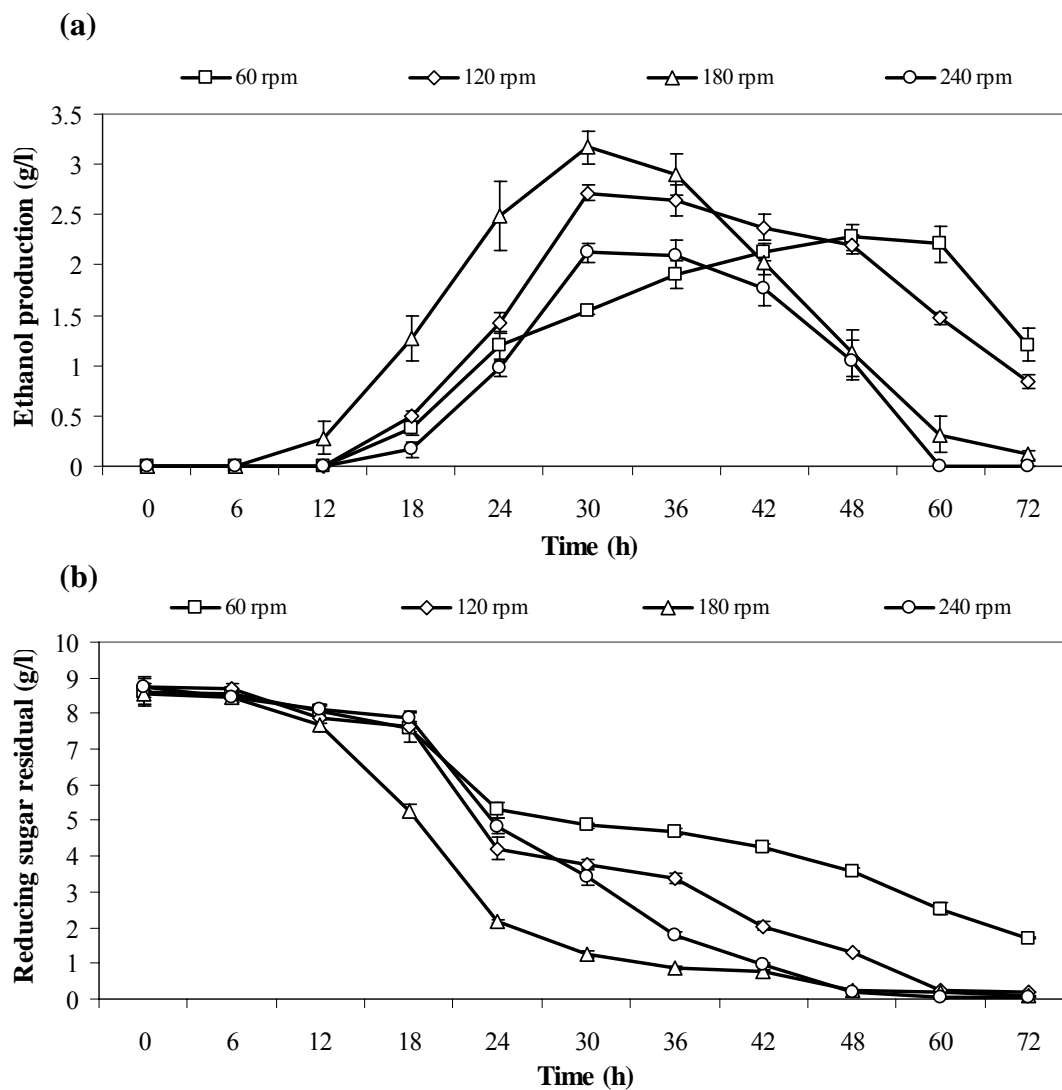 (a)
60 rpm 120 rpm 180 rpm 240 rpm
Ethanol production (g/l)
3.5
3
2.5
2
1.5
1
0.5
0
0 6 12 18 24 30 36 42 48 60 72
Time (h)
(b)
60 rpm 120 rpm 180 rpm 240 rpm
Reducing sugar residual (g/l)
10
9
8
7
6
5
4
3
2
1
0
0 6 12 18 24 30 36 42 48 60 72
Time (h)